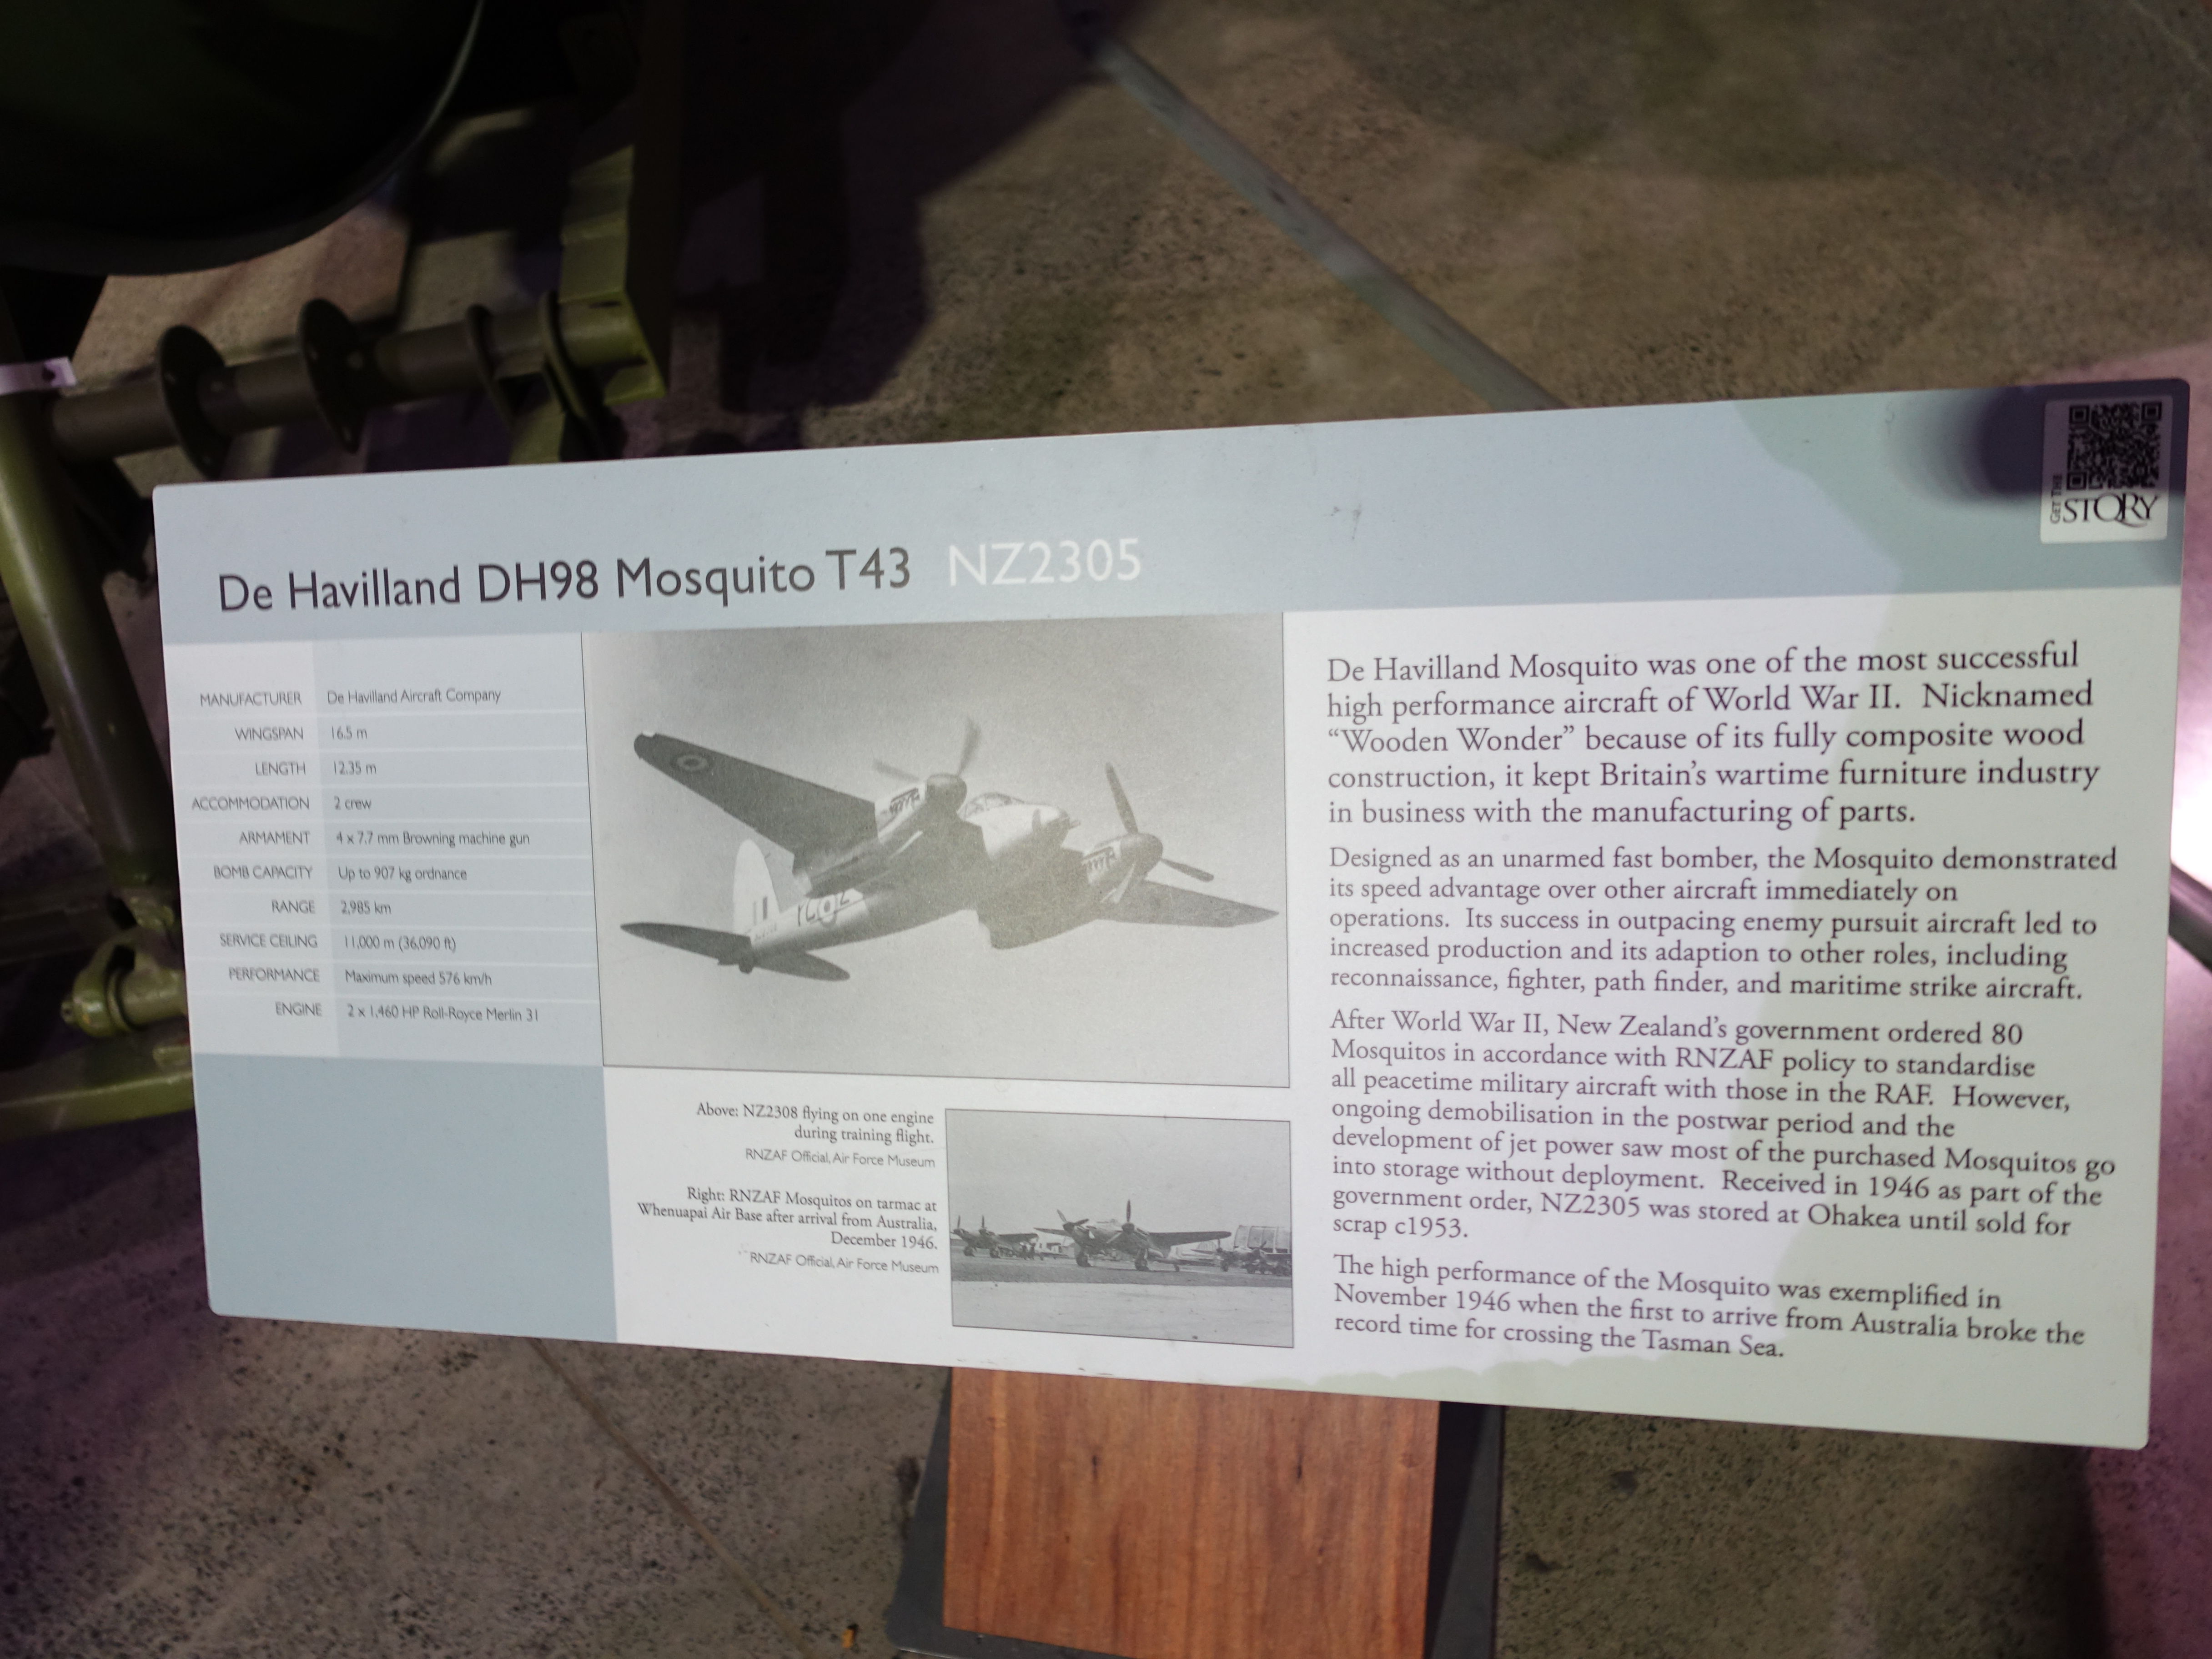 GET THE
STORY
De Havilland DH98 Mosquito T43 NZ2305
MANUFACTURER De Havilland Aircraft Company
WINGSPAN 16.5 m
LENGTH 12.35 m
ACCOMMODATION 2 crew
ARMAMENT 4 x 7.7 mm Browning machine gun
BOMB CAPACITY Up to 907 kg ordnance
RANGE 2,985 km
SERVICE CEILING 11,000 m (36,090 ft)
PERFORMANCE Maximum speed 576 km/h
ENGINE 2 x 1,460 HP Roll-Royce Merlin 31
Above: NZ2308 flying on one engine
during training flight.
RNZAF Official, Air Force Museum
Right: RNZAF Mosquitos on tarmac at
Whenuapai Air Base after arrival from Australia,
December 1946.
RNZAF Official, Air Force Museum
De Havilland Mosquito was one of the most successful
high performance aircraft of World War II. Nicknamed
“Wooden Wonder” because of its fully composite wood
construction, it kept Britain’s wartime furniture industry
in business with the manufacturing of parts.
Designed as an unarmed fast bomber, the Mosquito demonstrated
its speed advantage over other aircraft immediately on
operations. Its success in outpacing enemy pursuit aircraft led to
increased production and its adaption to other roles, including
reconnaissance, fighter, path finder, and maritime strike aircraft.
After World War II, New Zealand’s government ordered 80
Mosquitos in accordance with RNZAF policy to standardise
all peacetime military aircraft with those in the RAF. However,
ongoing demobilisation in the postwar period and the
development of jet power saw most of the purchased Mosquitos go
into storage without deployment. Received in 1946 as part of the
government order, NZ2305 was stored at Ohakea until sold for
scrap c1953.
The high performance of the Mosquito was exemplified in
November 1946 when the first to arrive from Australia broke the
record time for crossing the Tasman Sea.